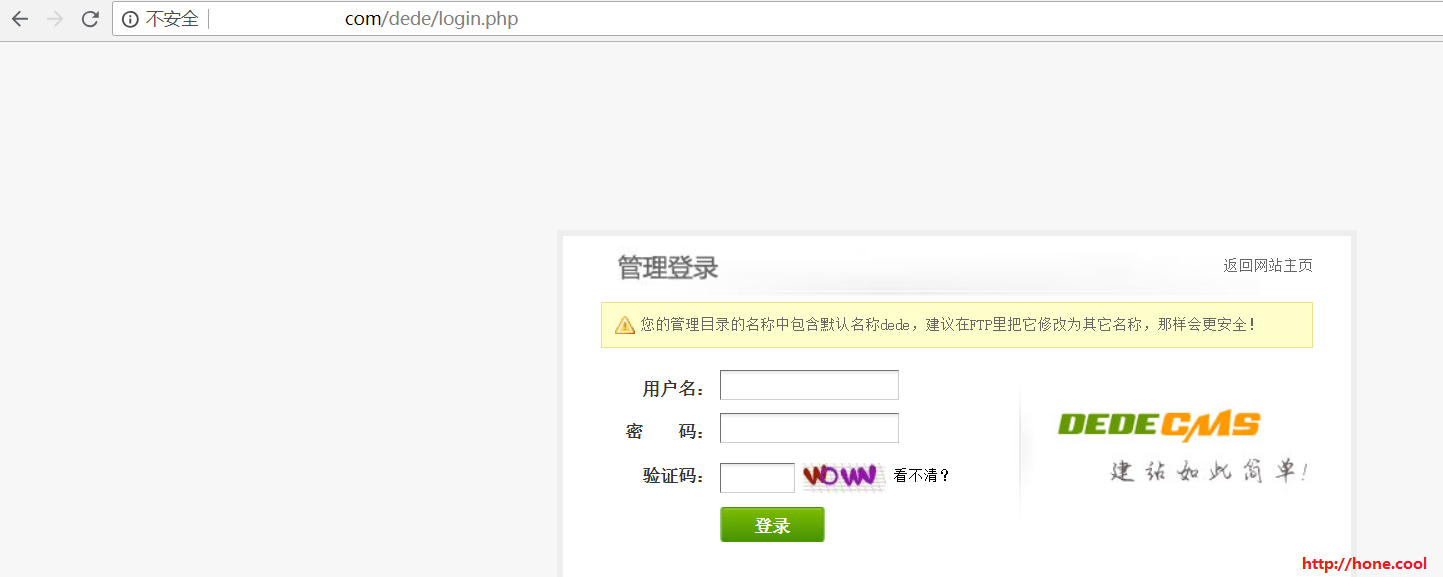 不安全 com/dede/login.php
管理登录 返回网站主页
您的管理目录的名称中包含默认名称dede，建议在FTP里把它修改为其它名称，那样会更安全！
用户名：
密 码：
验证码： 看不清？
登录
DEDECMS
建站如此简单！
http://hone.cool